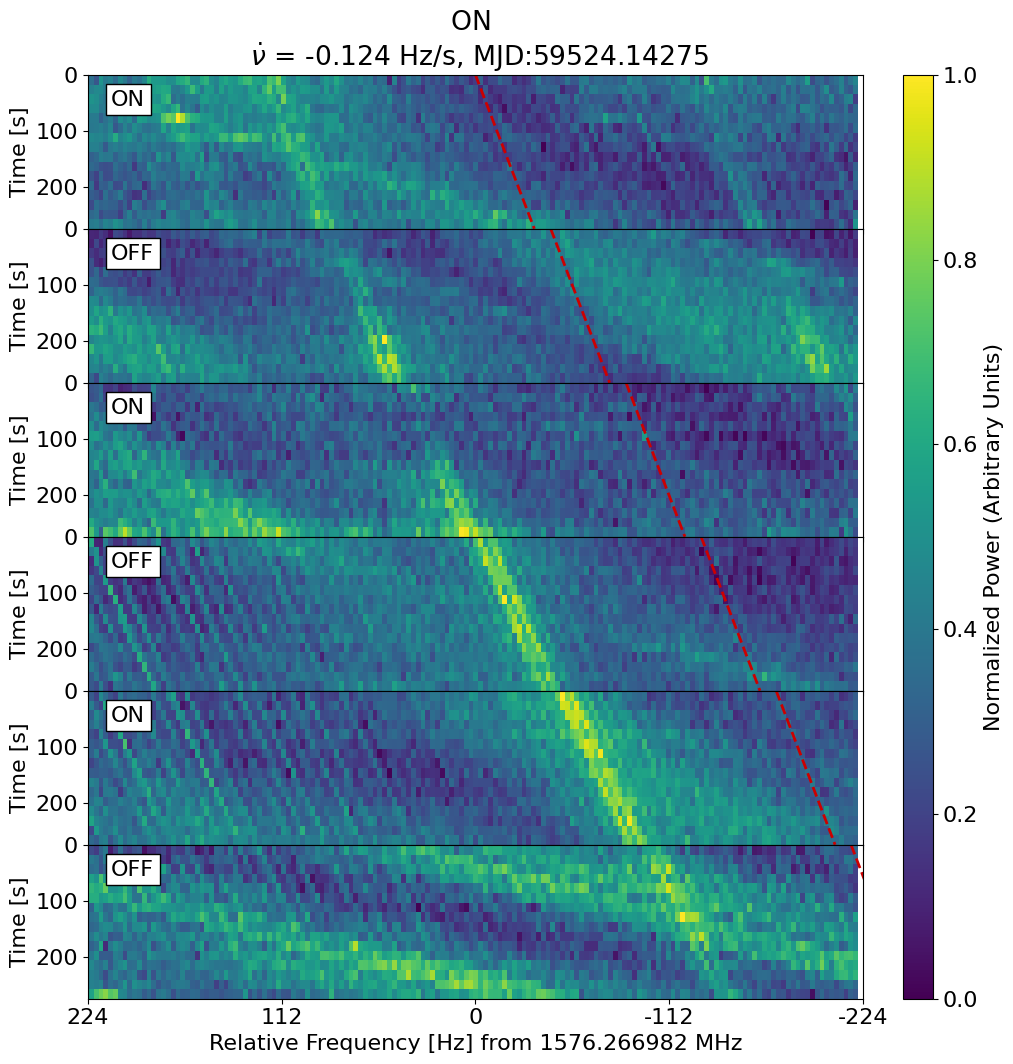 ON
ν̇ = -0.124 Hz/s, MJD:59524.14275
0
ON
100
Time [s]
200
0
OFF
100
Time [s]
200
0
ON
100
Time [s]
200
0
OFF
100
Time [s]
200
0
ON
100
Time [s]
200
0
OFF
100
Time [s]
200
224 112 0 -112 -224
Relative Frequency [Hz] from 1576.266982 MHz
1.0
0.8
0.6
0.4
0.2
0.0
Normalized Power (Arbitrary Units)